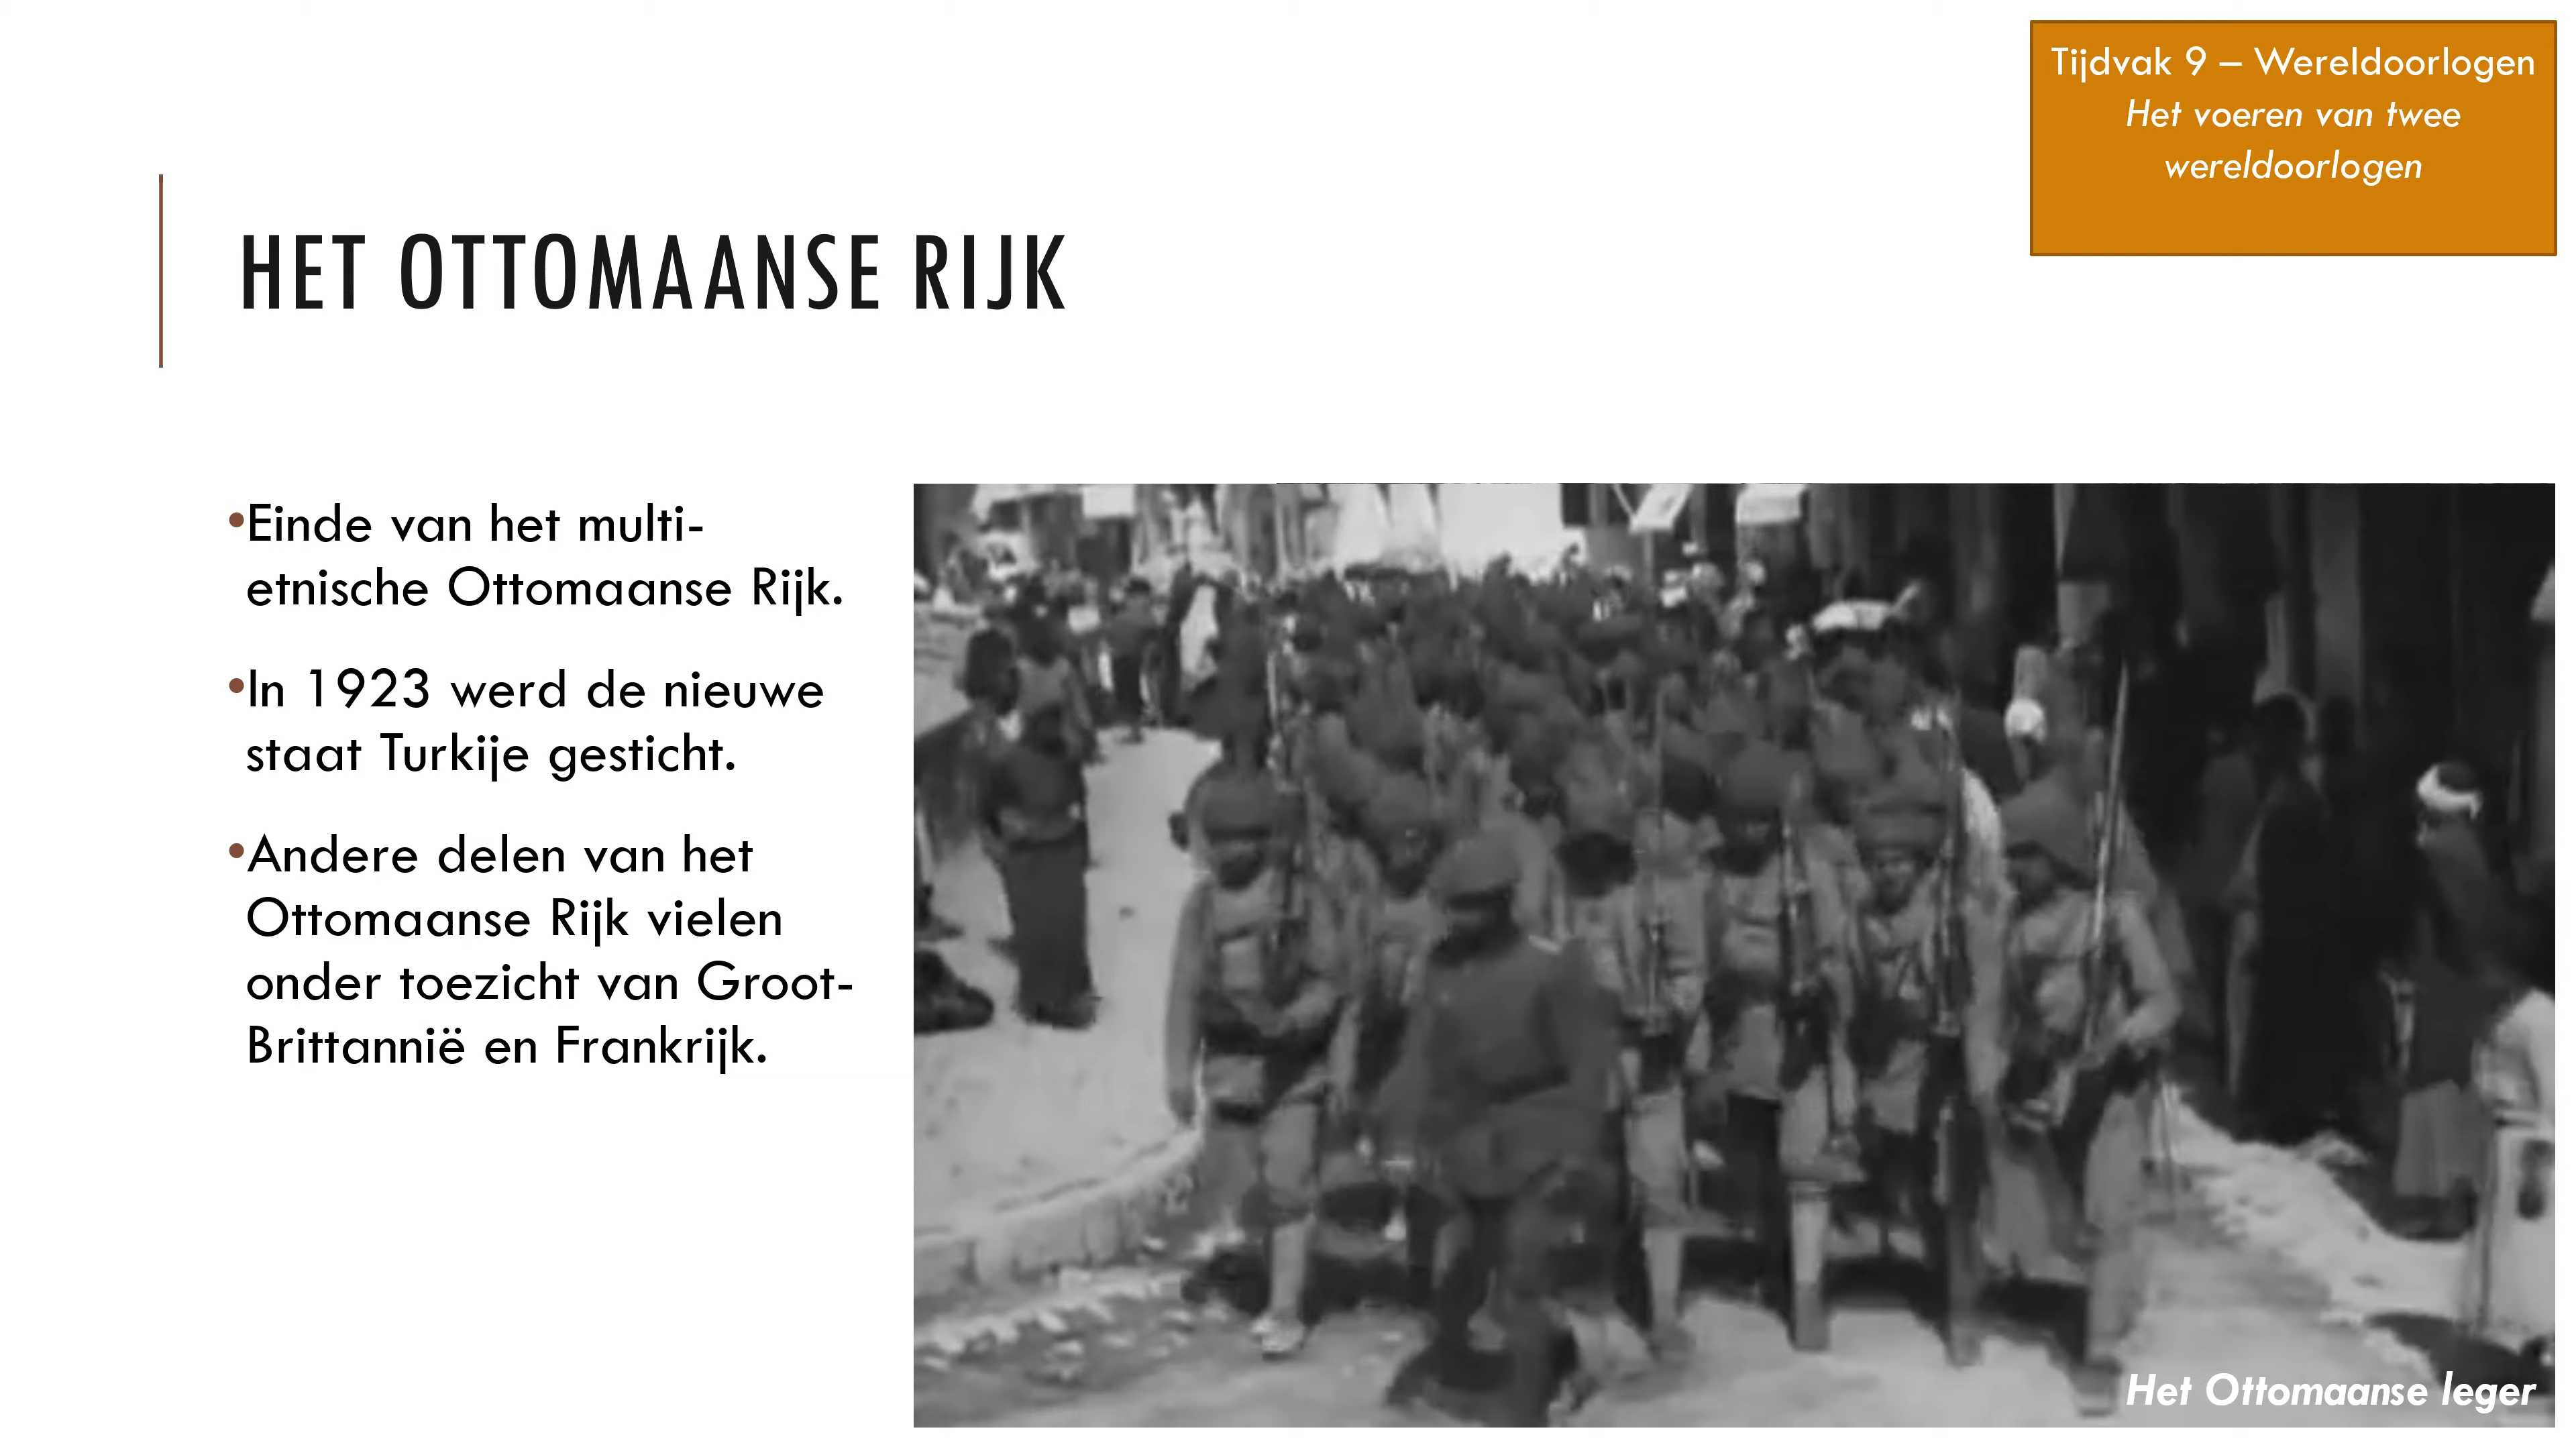 Tijdvak 9 – Wereldoorlogen
Het voeren van twee
wereldoorlogen
HET OTTOMAANSE RIJK
•Einde van het multi-
etnische Ottomaanse Rijk.
•In 1923 werd de nieuwe
staat Turkije gesticht.
•Andere delen van het
Ottomaanse Rijk vielen
onder toezicht van Groot-
Brittannië en Frankrijk.
Het Ottomaanse leger